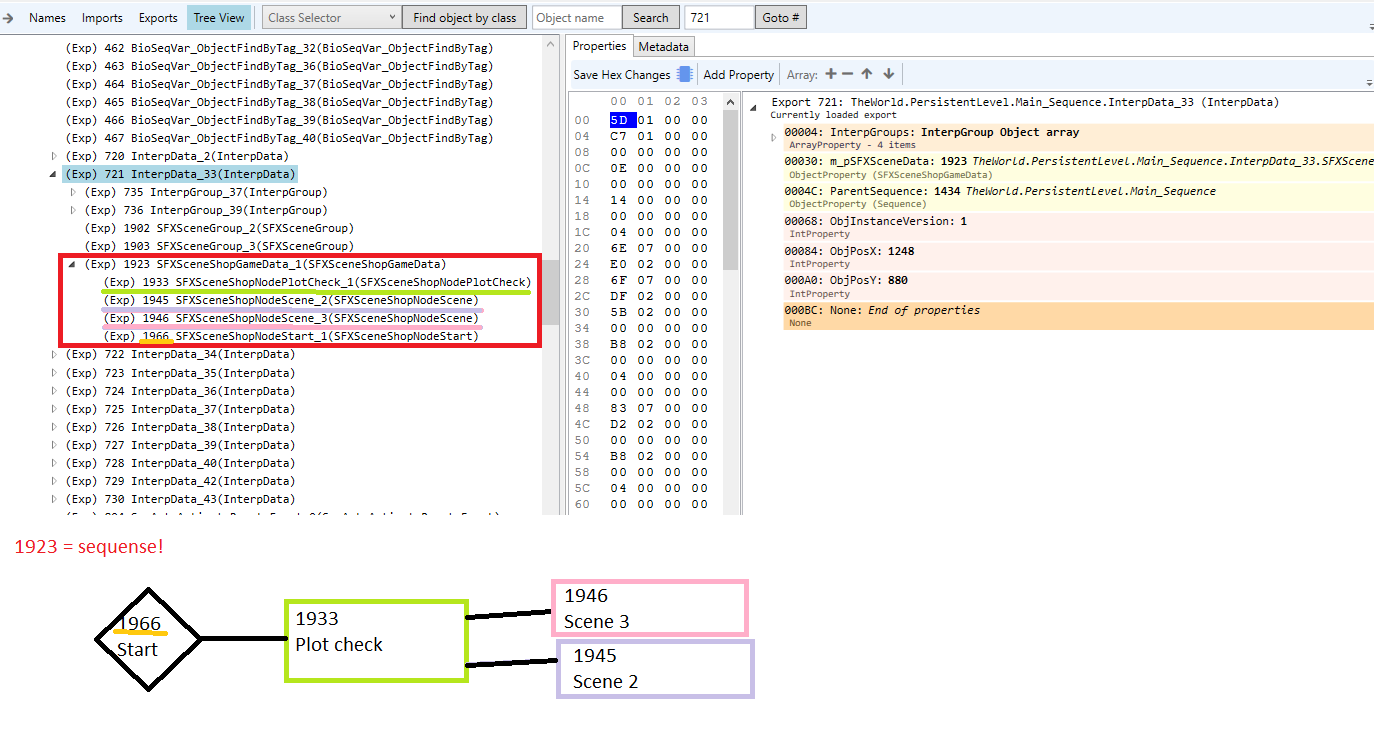 Names Imports Exports Tree View Class Selector Find object by class Object name Search 721 Goto #
(Exp) 462 BioSeqVar_ObjectFindByTag_32(BioSeqVar_ObjectFindByTag)
(Exp) 463 BioSeqVar_ObjectFindByTag_36(BioSeqVar_ObjectFindByTag)
(Exp) 464 BioSeqVar_ObjectFindByTag_37(BioSeqVar_ObjectFindByTag)
(Exp) 465 BioSeqVar_ObjectFindByTag_38(BioSeqVar_ObjectFindByTag)
(Exp) 466 BioSeqVar_ObjectFindByTag_39(BioSeqVar_ObjectFindByTag)
(Exp) 467 BioSeqVar_ObjectFindByTag_40(BioSeqVar_ObjectFindByTag)
(Exp) 720 InterpData_2(InterpData)
(Exp) 721 InterpData_33(InterpData)
(Exp) 735 InterpGroup_37(InterpGroup)
(Exp) 736 InterpGroup_39(InterpGroup)
(Exp) 1902 SFXSceneGroup_2(SFXSceneGroup)
(Exp) 1903 SFXSceneGroup_3(SFXSceneGroup)
(Exp) 1923 SFXSceneShopGameData_1(SFXSceneShopGameData)
(Exp) 1933 SFXSceneShopNodePlotCheck_1(SFXSceneShopNodePlotCheck)
(Exp) 1945 SFXSceneShopNodeScene_2(SFXSceneShopNodeScene)
(Exp) 1946 SFXSceneShopNodeScene_3(SFXSceneShopNodeScene)
(Exp) 1966 SFXSceneShopNodeStart_1(SFXSceneShopNodeStart)
(Exp) 722 InterpData_34(InterpData)
(Exp) 723 InterpData_35(InterpData)
(Exp) 724 InterpData_36(InterpData)
(Exp) 725 InterpData_37(InterpData)
(Exp) 726 InterpData_38(InterpData)
(Exp) 727 InterpData_39(InterpData)
(Exp) 728 InterpData_40(InterpData)
(Exp) 729 InterpData_42(InterpData)
(Exp) 730 InterpData_43(InterpData)
Properties Metadata
Save Hex Changes Add Property Array:
00 01 02 03
00 5D 01 00 00
04 C7 01 00 00
08 00 00 00 00
0C 0E 00 00 00
10 00 00 00 00
14 14 00 00 00
18 00 00 00 00
1C 04 00 00 00
20 6E 07 00 00
24 E0 02 00 00
28 6F 07 00 00
2C DF 02 00 00
30 5B 02 00 00
34 00 00 00 00
38 B8 02 00 00
3C 00 00 00 00
40 04 00 00 00
44 00 00 00 00
48 83 07 00 00
4C D2 02 00 00
50 00 00 00 00
54 B8 02 00 00
58 00 00 00 00
5C 04 00 00 00
60 00 00 00 00
Export 721: TheWorld.PersistentLevel.Main_Sequence.InterpData_33 (InterpData)
Currently loaded export
00004: InterpGroups: InterpGroup Object array
ArrayProperty - 4 items
00030: m_pSFXSceneData: 1923 TheWorld.PersistentLevel.Main_Sequence.InterpData_33.SFXScene
ObjectProperty (SFXSceneShopGameData)
0004C: ParentSequence: 1434 TheWorld.PersistentLevel.Main_Sequence
ObjectProperty (Sequence)
00068: ObjInstanceVersion: 1
IntProperty
00084: ObjPosX: 1248
IntProperty
000A0: ObjPosY: 880
IntProperty
000BC: None: End of properties
None
1923 = sequense!
1966
Start
1933
Plot check
1946
Scene 3
1945
Scene 2